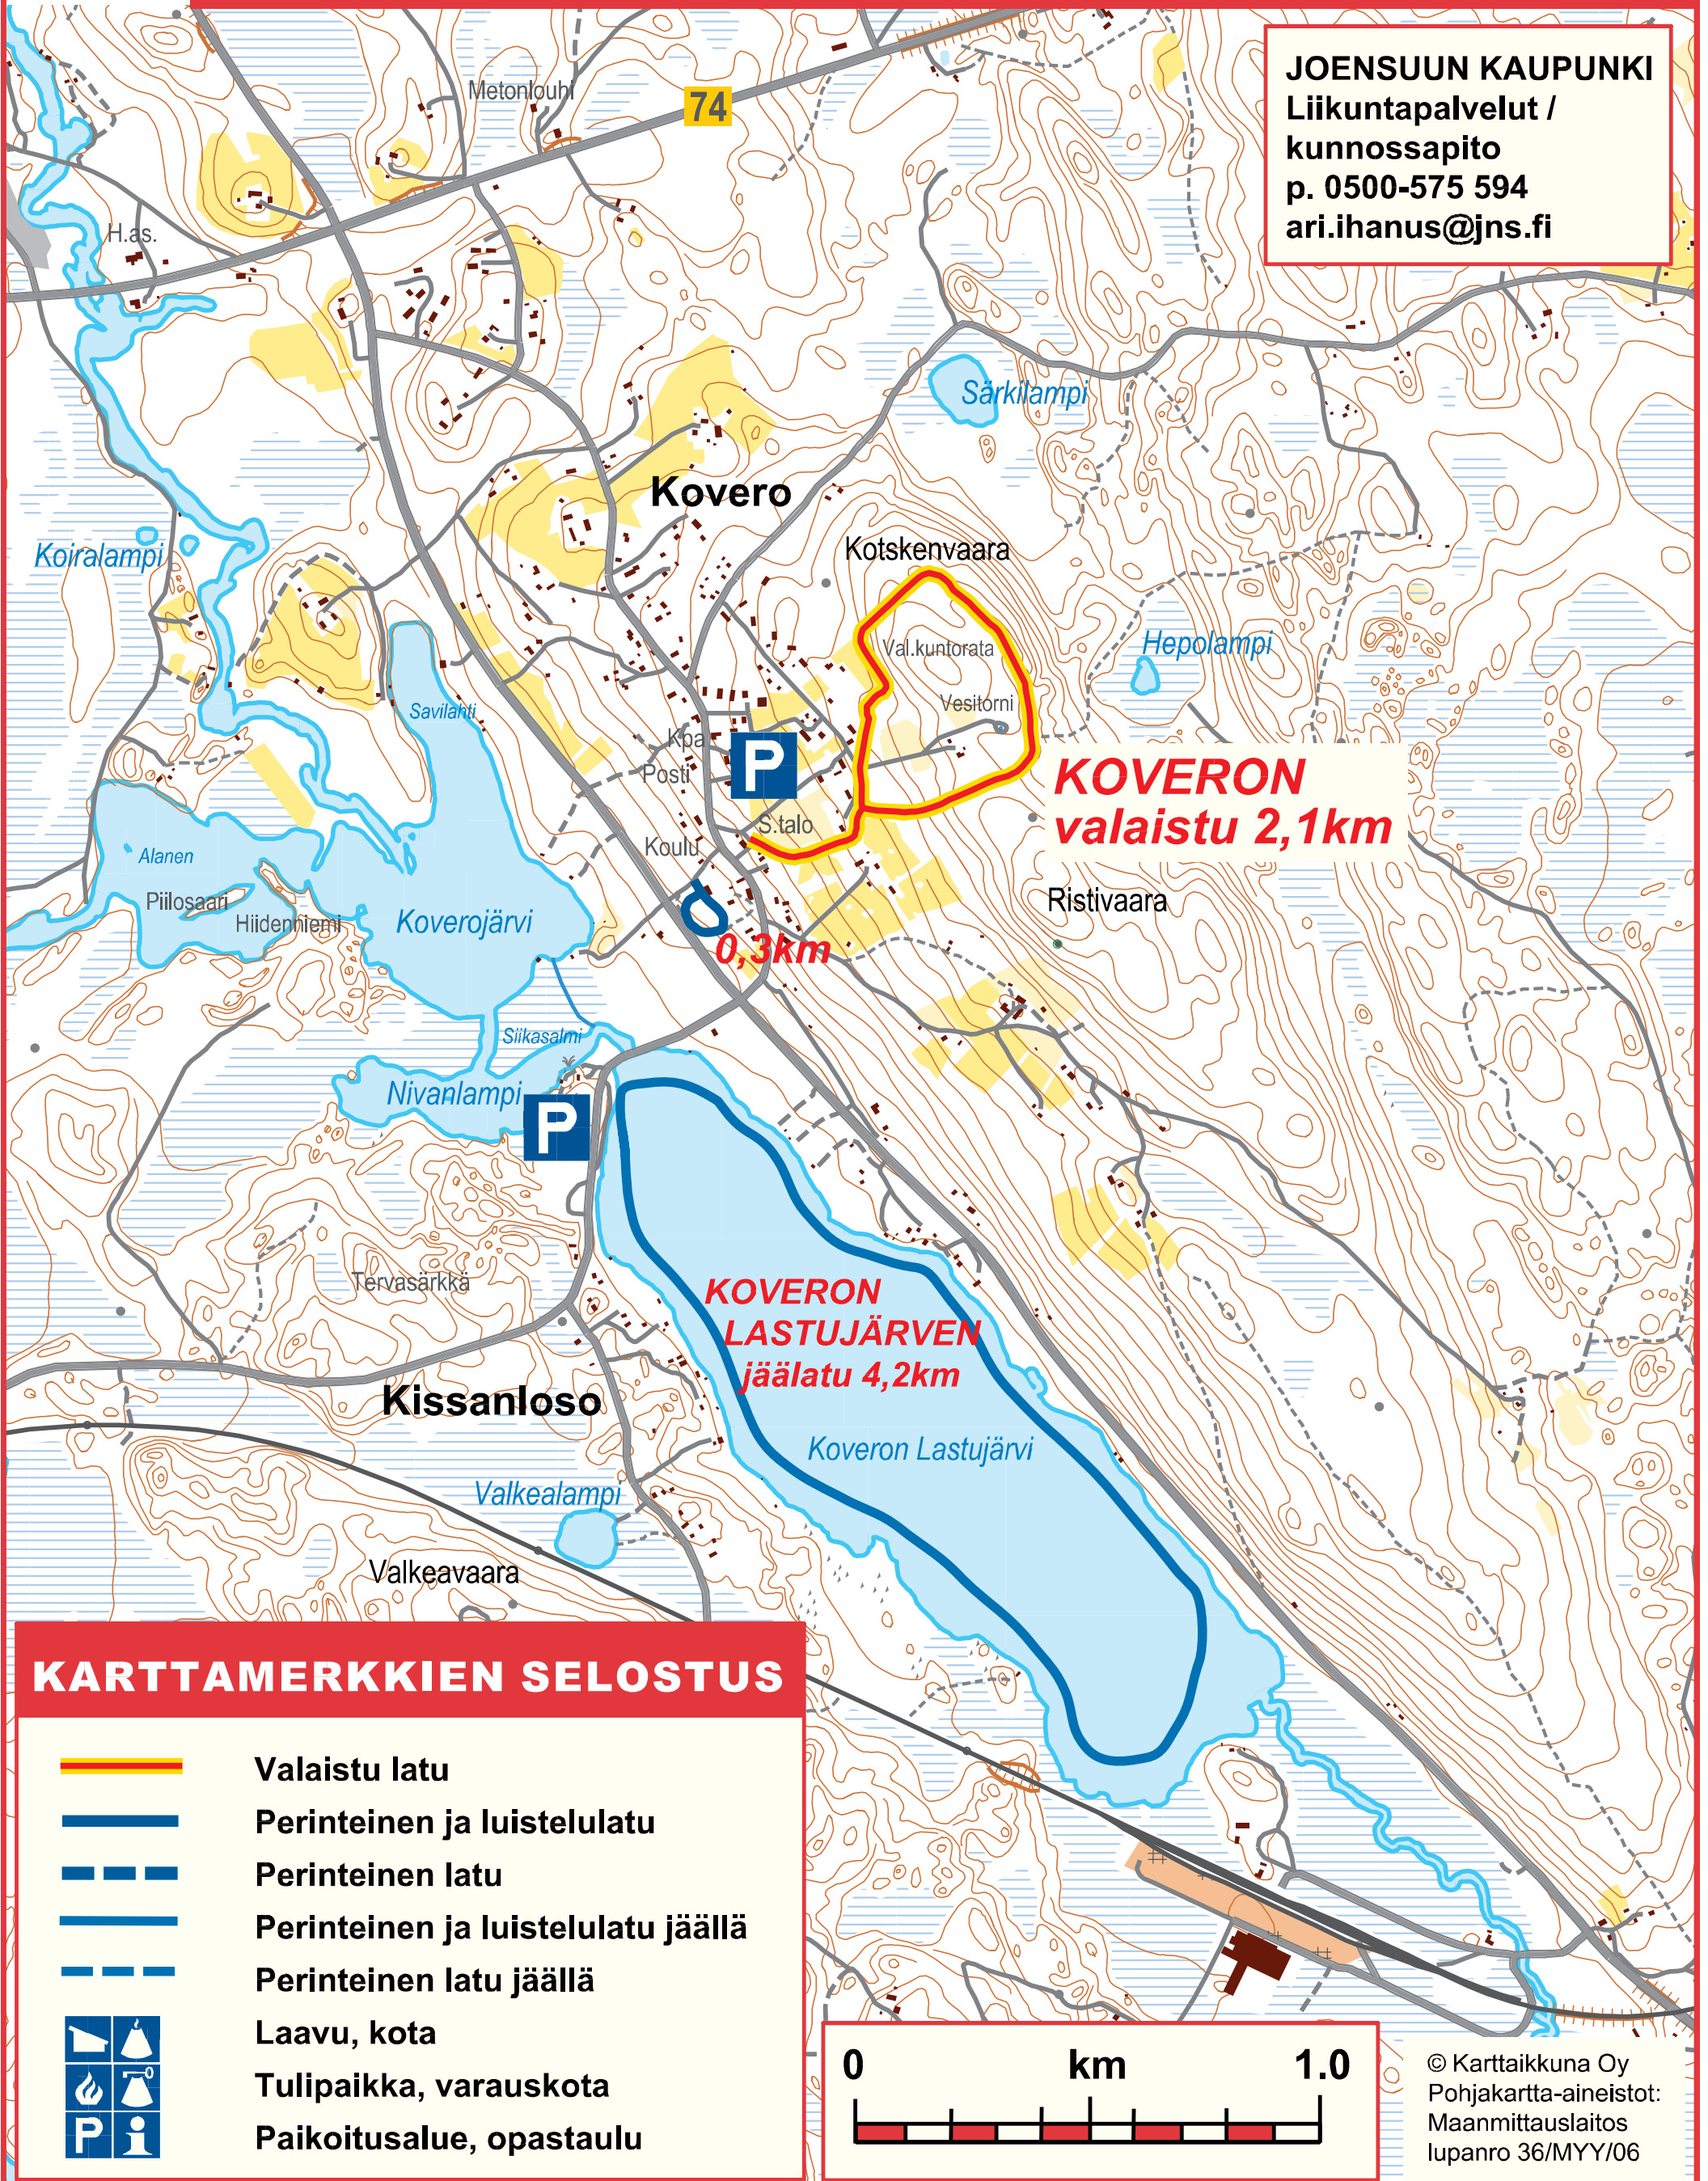 JOENSUUN KAUPUNKI
Liikuntapalvelut /
kunnossapito
p. 0500-575 594
ari.ihanus@jns.fi
Metonlouhi
74
H.as.
Särkilampi
Kovero
Kotskenvaara
Koiralampi
Val.kuntorata
Hepolampi
Vesitorni
Savilahti
Kpa
Posti
P
KOVERON
valaistu 2,1km
S.talo
Koulu
Alanen
Piilosaari
Hiidenniemi
Koverojärvi
Ristivaara
0,3km
Siikasalmi
Nivanlampi
P
Tervasärkkä
KOVERON
LASTUJÄRVEN
jäälatu 4,2km
Kissanloso
Koveron Lastujärvi
Valkealampi
Valkeavaara
KARTTAMERKKIEN SELOSTUS
Valaistu latu
Perinteinen ja luistelulatu
Perinteinen latu
Perinteinen ja luistelulatu jäällä
Perinteinen latu jäällä
Laavu, kota
Tulipaikka, varauskota
P i Paikoitusalue, opastaulu
0 km 1.0
© Karttaikkuna Oy
Pohjakartta-aineistot:
Maanmittauslaitos
lupanro 36/MYY/06